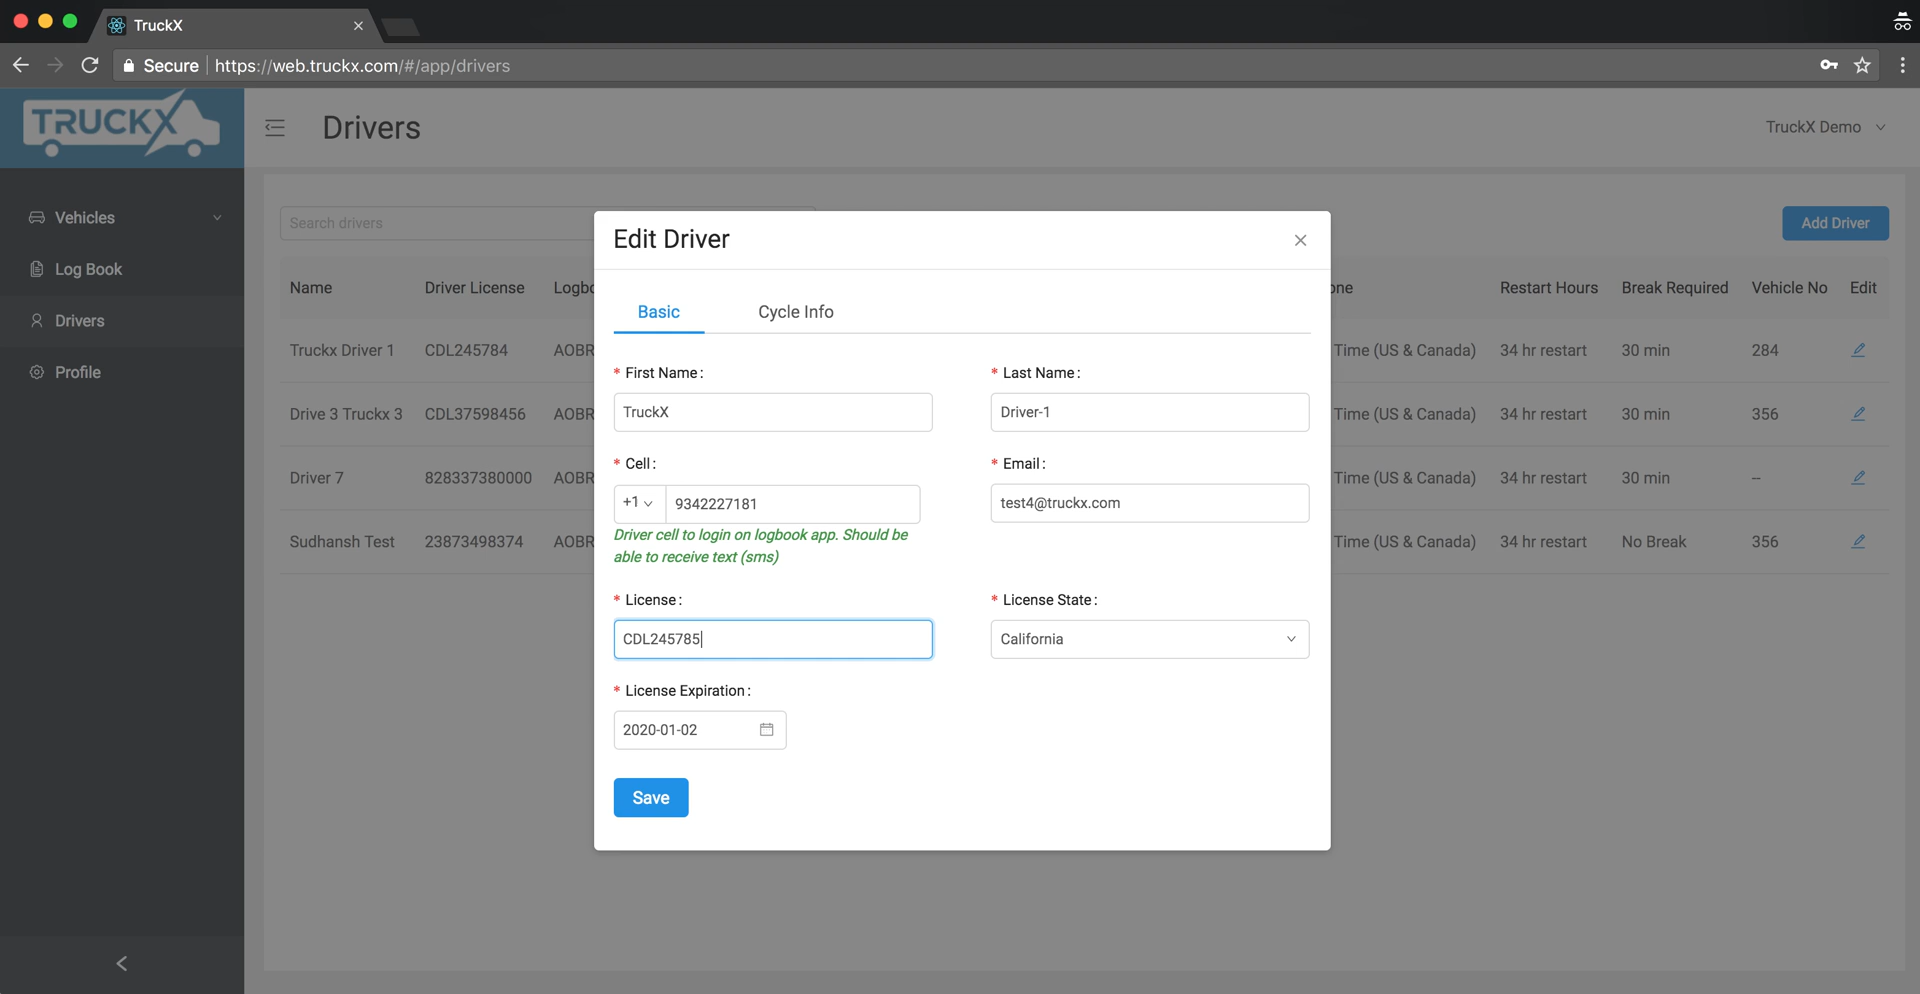 TruckX
Secure https://web.truckx.com/#/app/drivers
TRUCKX
Drivers
TruckX Demo
Vehicles
Log Book
Drivers
Profile
Search drivers
Add Driver
Name Driver License Logbo one Restart Hours Break Required Vehicle No Edit
Truckx Driver 1 CDL245784 AOBR Time (US & Canada) 34 hr restart 30 min 284
Drive 3 Truckx 3 CDL37598456 AOBR Time (US & Canada) 34 hr restart 30 min 356
Driver 7 828337380000 AOBR Time (US & Canada) 34 hr restart 30 min --
Sudhansh Test 23873498374 AOBR Time (US & Canada) 34 hr restart No Break 356
Edit Driver
Basic Cycle Info
* First Name: * Last Name:
TruckX Driver-1
* Cell: * Email:
+1 9342227181 test4@truckx.com
Driver cell to login on logbook app. Should be
able to receive text (sms)
* License: * License State:
CDL245785 California
* License Expiration:
2020-01-02
Save